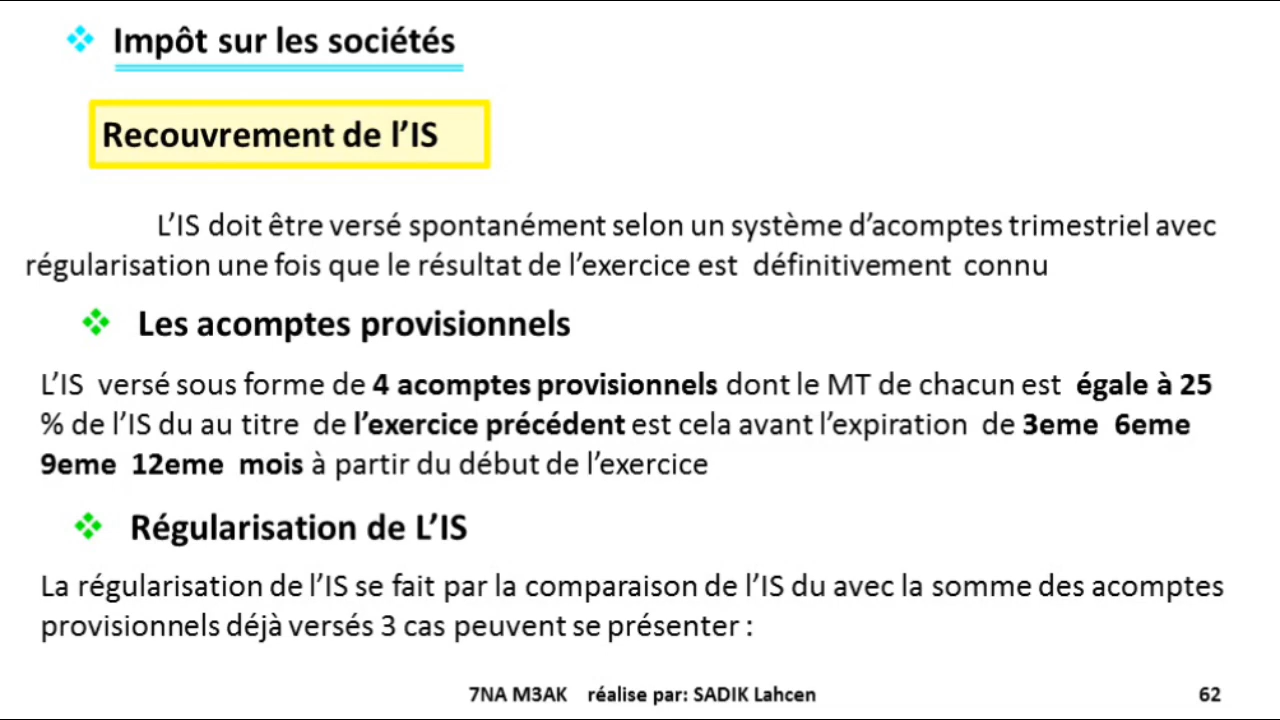 Impôt sur les sociétés
Recouvrement de l'IS
L'IS doit être versé spontanément selon un système d'acomptes trimestriel avec
régularisation une fois que le résultat de l'exercice est définitivement connu
Les acomptes provisionnels
L'IS versé sous forme de 4 acomptes provisionnels dont le MT de chacun est égale à 25
% de l'IS du au titre de l'exercice précédent est cela avant l'expiration de 3eme 6eme
9eme 12eme mois à partir du début de l'exercice
Régularisation de L'IS
La régularisation de l'IS se fait par la comparaison de l'IS du avec la somme des acomptes
provisionnels déjà versés 3 cas peuvent se présenter :
7NA M3AK réalise par: SADIK Lahcen 62